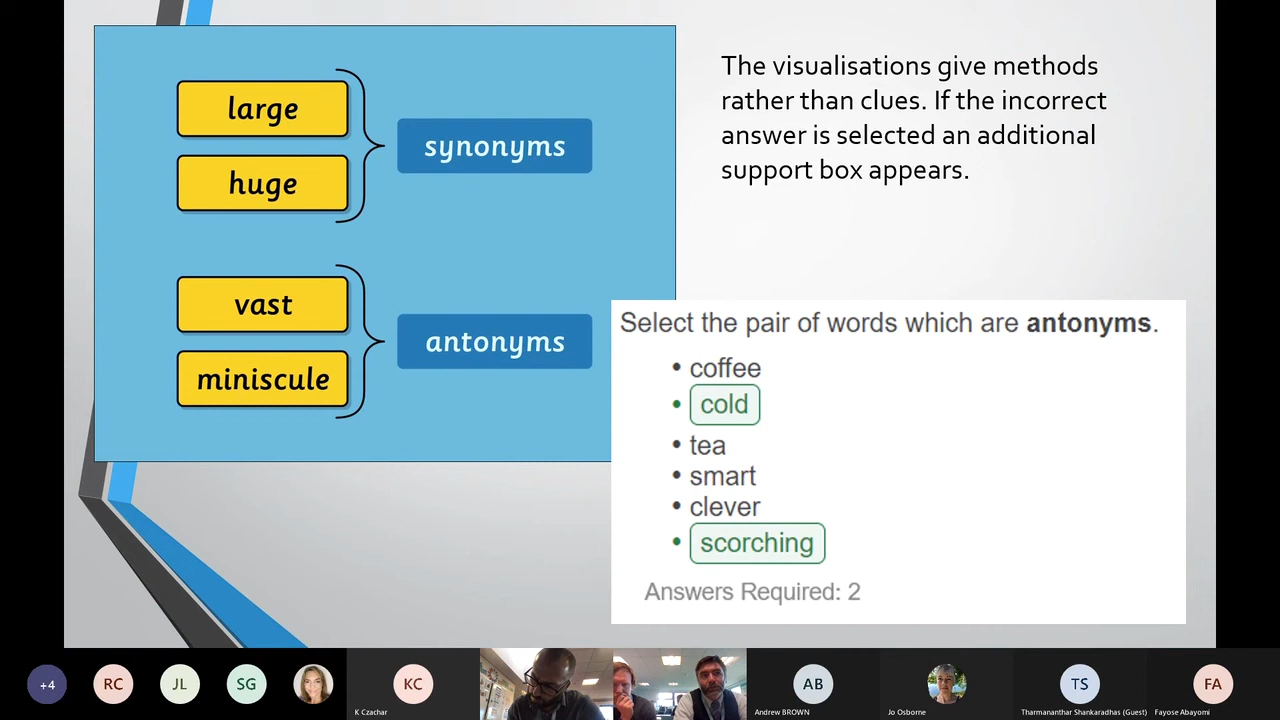 large
huge
synonyms
vast
miniscule
antonyms
The visualisations give methods
rather than clues. If the incorrect
answer is selected an additional
support box appears.
Select the pair of words which are antonyms.
• coffee
• cold
• tea
• smart
• clever
• scorching
Answers Required: 2
+4
RC
JL
SG
KC
K Czachar
AB
Andrew BROWN
Jo Osborne
TS
Tharmananthar Shankaradhas (Guest)
FA
Fayose Abayomi